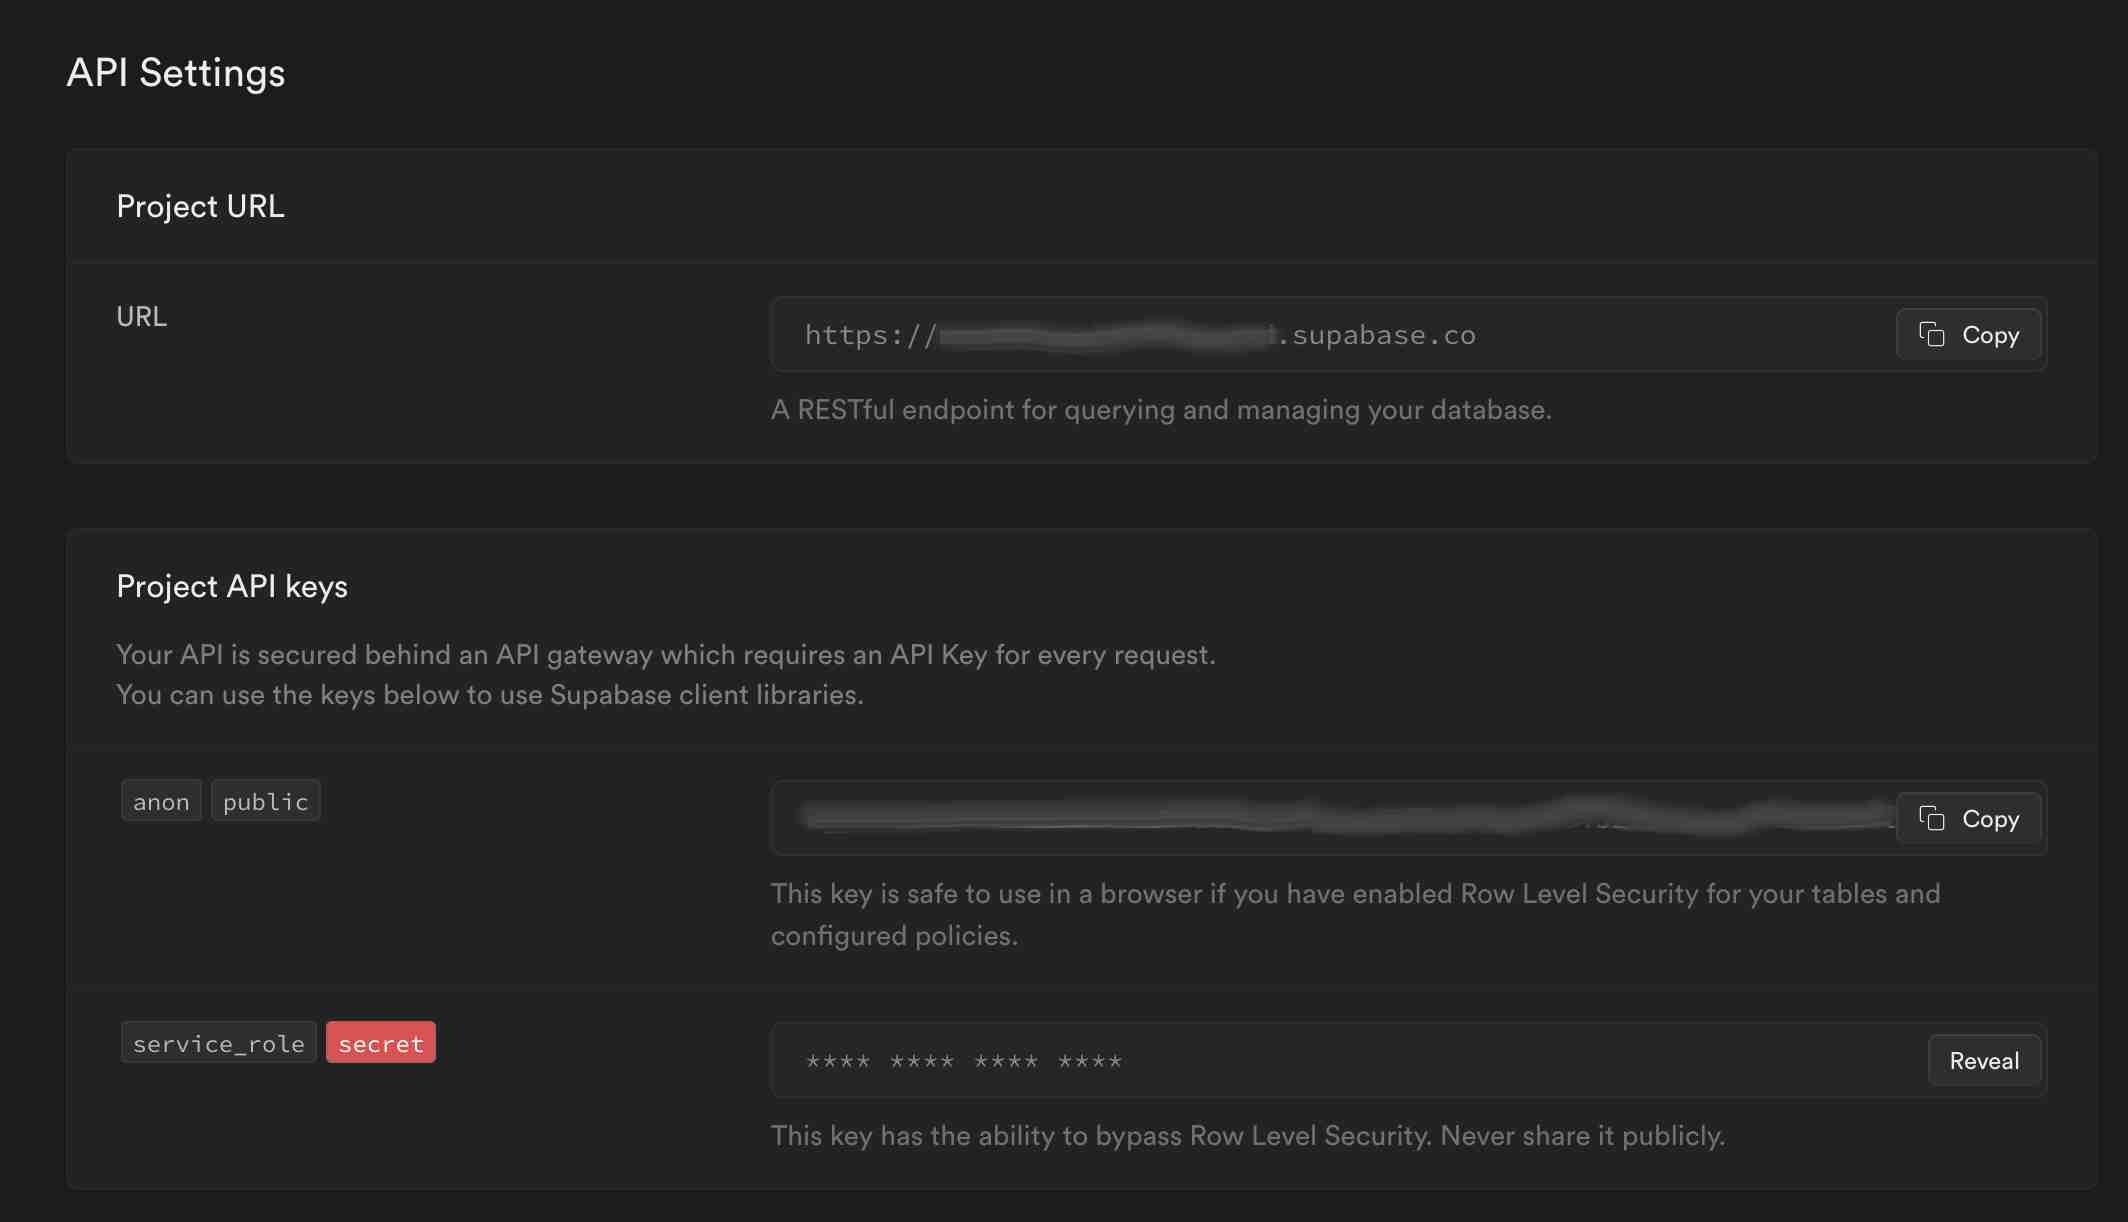 API Settings
Project URL
URL
https://
.supabase.co
Copy
A RESTful endpoint for querying and managing your database.
Project API keys
Your API is secured behind an API gateway which requires an API Key for every request.
You can use the keys below to use Supabase client libraries.
anon public
Copy
This key is safe to use in a browser if you have enabled Row Level Security for your tables and
configured policies.
service_role secret
**** **** **** ****
Reveal
This key has the ability to bypass Row Level Security. Never share it publicly.